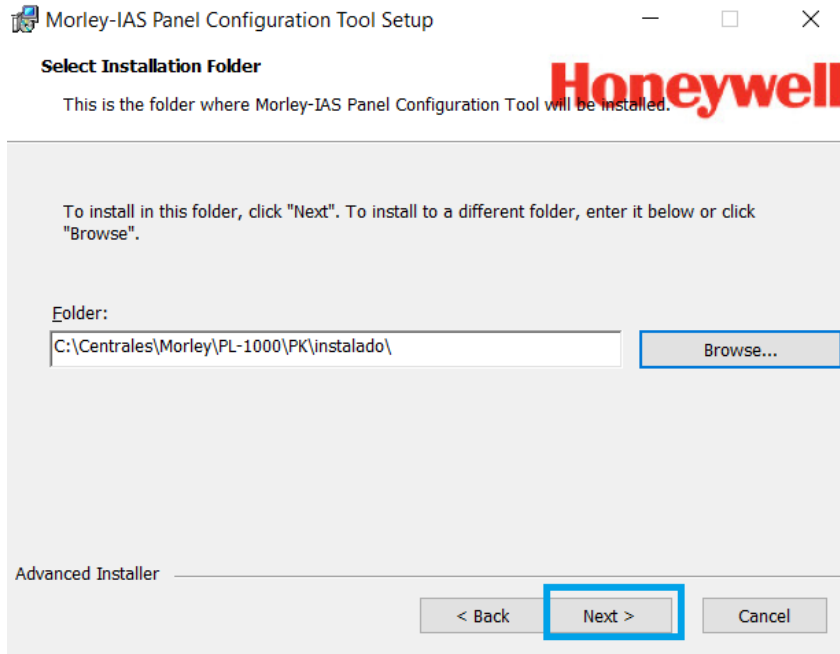 Morley-IAS Panel Configuration Tool Setup
Select Installation Folder
Honeywell
This is the folder where Morley-IAS Panel Configuration Tool will be installed.
To install in this folder, click "Next". To install to a different folder, enter it below or click
"Browse".
Folder:
C:\Centrales\Morley\PL-1000\PK\instalado\
Browse...
Advanced Installer
< Back
Next >
Cancel